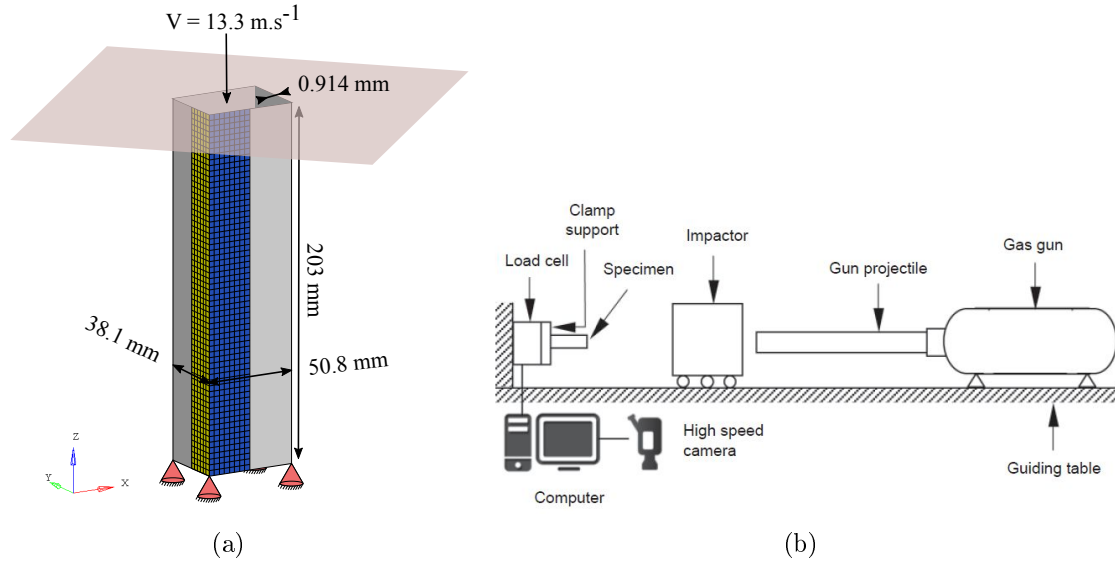 V = 13.3 m.s-1
0.914 mm
203 mm
38.1 mm
50.8 mm
Z
Y
X
(a)
Clamp
support
Load cell
Specimen
Impactor
Gun projectile
Gas gun
High speed
camera
Computer
Guiding table
(b)